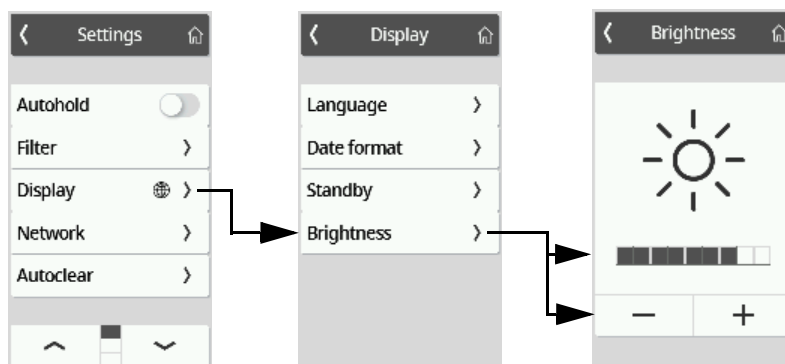 Settings
Autohold
Filter
Display
Network
Autoclear
Display
Language
Date format
Standby
Brightness
Brightness
− +